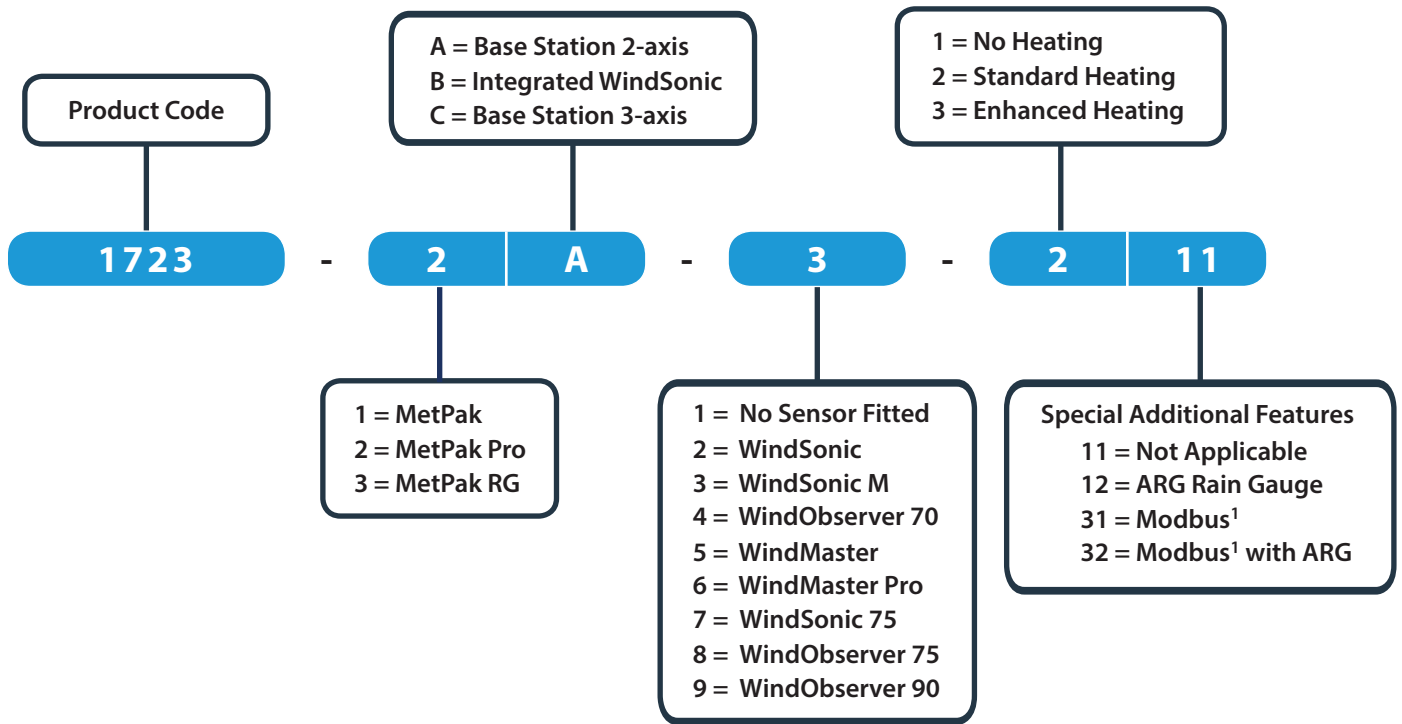 A = Base Station 2-axis
B = Integrated WindSonic
C = Base Station 3-axis
1 = No Heating
2 = Standard Heating
3 = Enhanced Heating
Product Code
1723 - 2 A - 3 - 2 11
1 = MetPak
2 = MetPak Pro
3 = MetPak RG
1 = No Sensor Fitted
2 = WindSonic
3 = WindSonic M
4 = WindObserver 70
5 = WindMaster
6 = WindMaster Pro
7 = WindSonic 75
8 = WindObserver 75
9 = WindObserver 90
Special Additional Features
11 = Not Applicable
12 = ARG Rain Gauge
31 = Modbus¹
32 = Modbus¹ with ARG